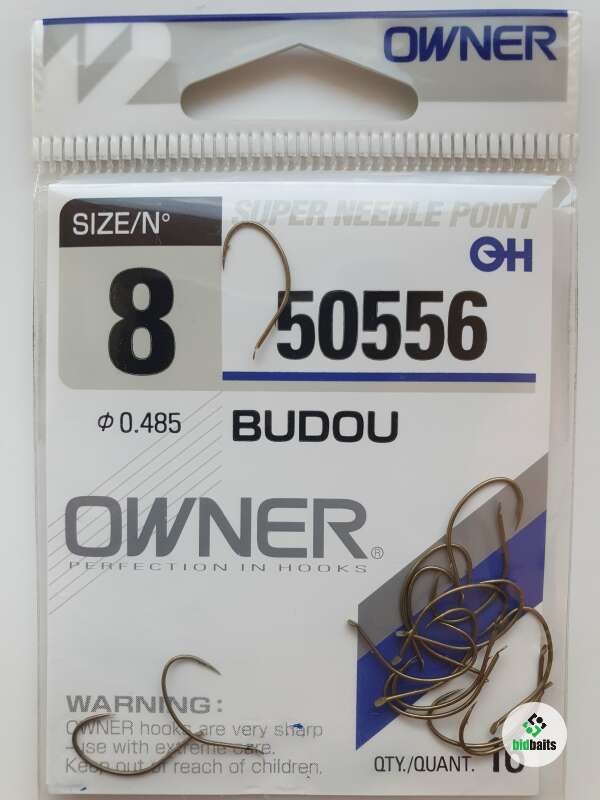 OWNER
SUPER NEEDLE POINT
SIZE/N°
8
50556
Φ 0.485
BUDOU
OWNER®
PERFECTION IN HOOKS
WARNING:
OWNER hooks are very sharp
-use with extreme care.
Keep out of reach of children.
QTY./QUANT.
bidbaits